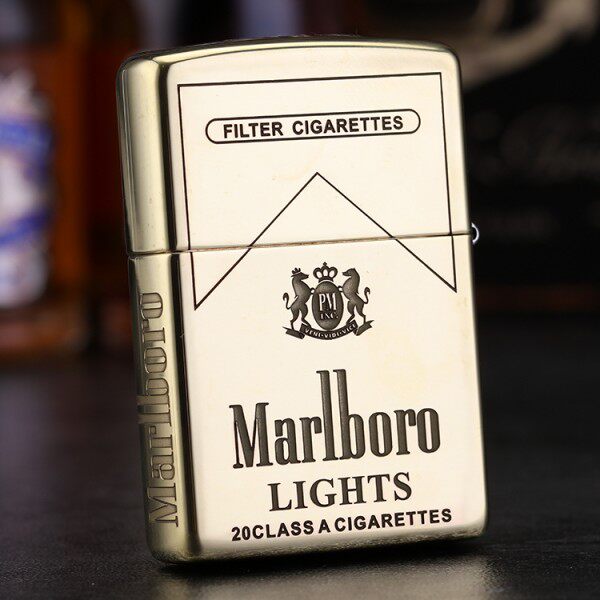 FILTER CIGARETTES
PM
INC
VENI·VIDI·VICI
Marlboro
LIGHTS
20CLASS A CIGARETTES
Marlboro